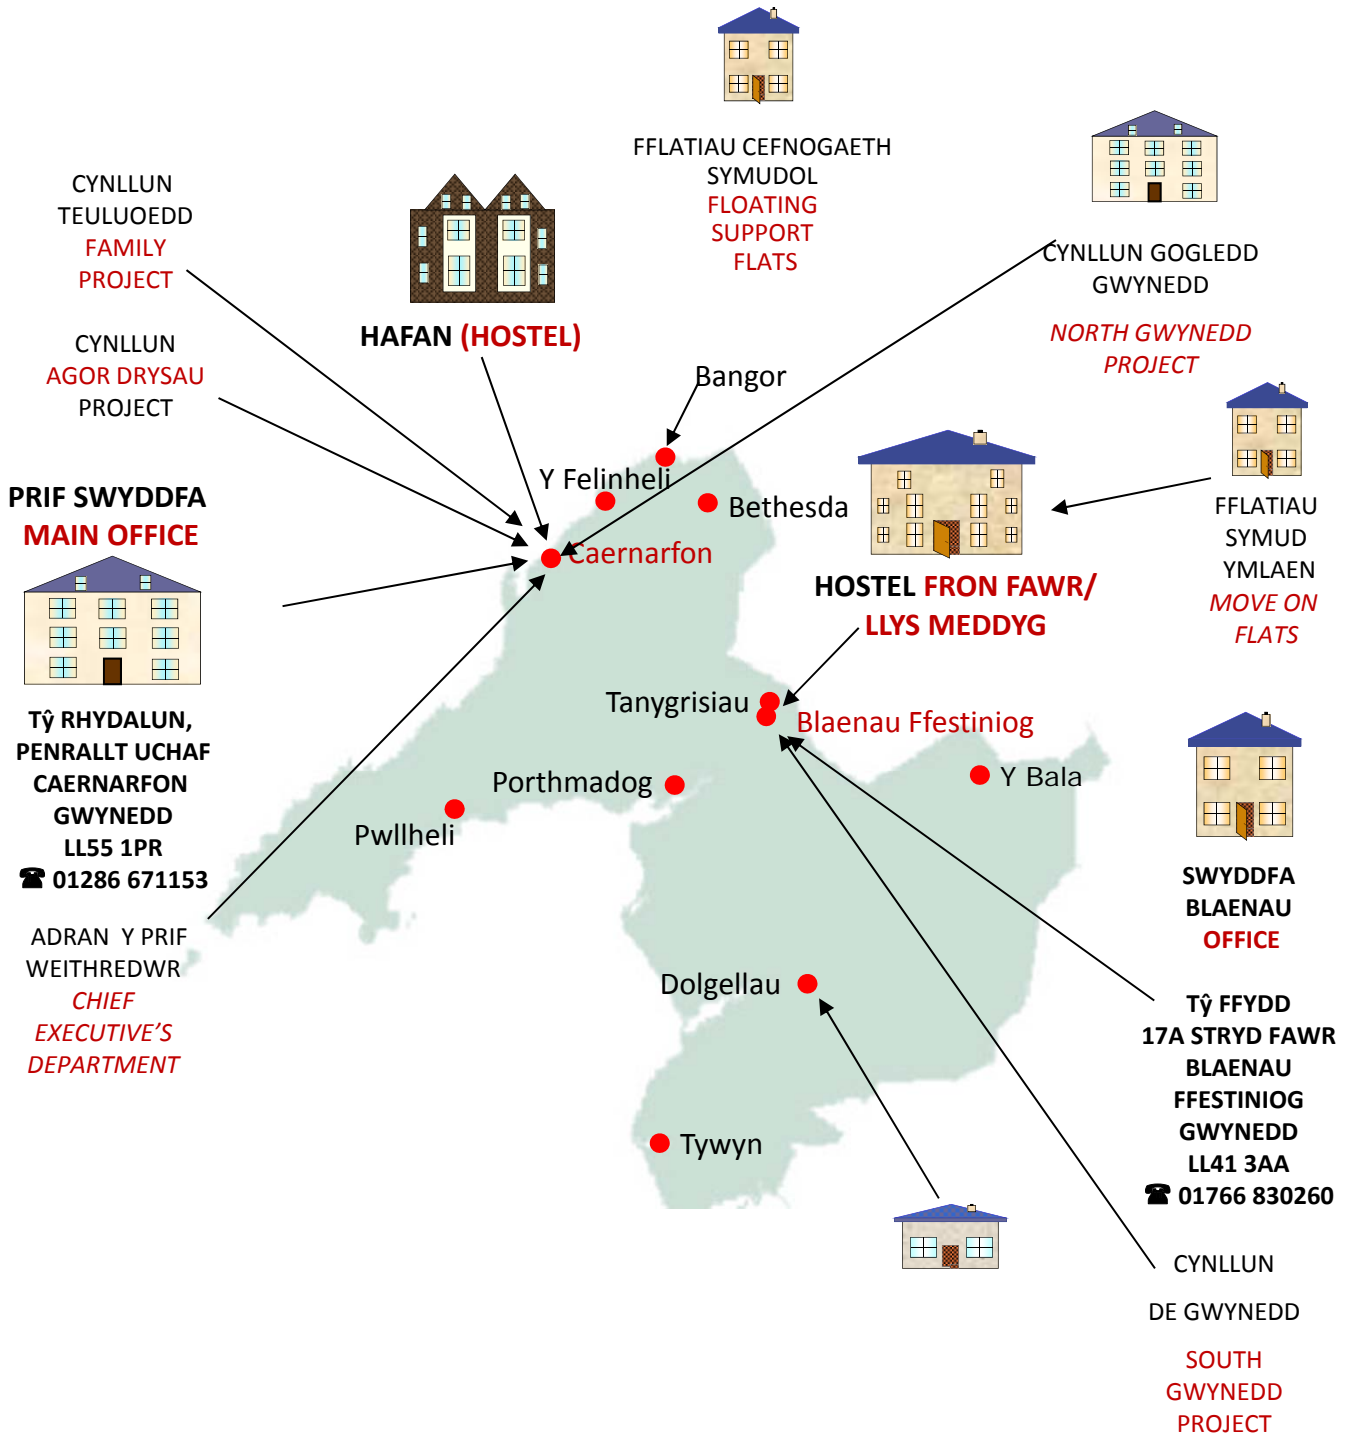 FFLATIAU CEFNOGAETH
SYMUDOL
FLOATING
SUPPORT
FLATS
CYNLLUN
TEULUOEDD
FAMILY
PROJECT
CYNLLUN
AGOR DRYSAU
PROJECT
HAFAN (HOSTEL)
CYNLLUN GOGLEDD
GWYNEDD
NORTH GWYNEDD
PROJECT
Bangor
Y Felinheli
Bethesda
Caernarfon
PRIF SWYDDFA
MAIN OFFICE
Tŷ RHYDALUN,
PENRALLT UCHAF
CAERNARFON
GWYNEDD
LL55 1PR
☎ 01286 671153
ADRAN Y PRIF
WEITHREDWR
CHIEF
EXECUTIVE'S
DEPARTMENT
HOSTEL FRON FAWR/
LLYS MEDDYG
FFLATIAU
SYMUD
YMLAEN
MOVE ON
FLATS
Tanygrisiau
Blaenau Ffestiniog
Porthmadog
Pwllheli
Y Bala
Dolgellau
Tywyn
SWYDDFA
BLAENAU
OFFICE
Tŷ FFYDD
17A STRYD FAWR
BLAENAU
FFESTINIOG
GWYNEDD
LL41 3AA
☎ 01766 830260
CYNLLUN
DE GWYNEDD
SOUTH
GWYNEDD
PROJECT